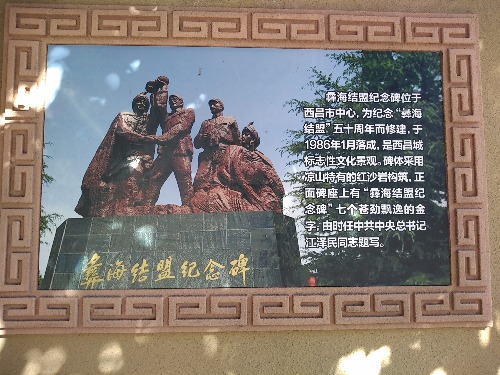 彝海结盟纪念碑位于
西昌市中心，为纪念“彝海
结盟”五十周年而修建，于
1986年1月落成，是西昌城
标志性文化景观。碑体采用
凉山特有的红沙岩构筑，正
面碑座上有“彝海结盟纪
念碑”七个苍劲飘逸的金
字，由时任中共中央总书记
江泽民同志题写。
彝海结盟纪念碑